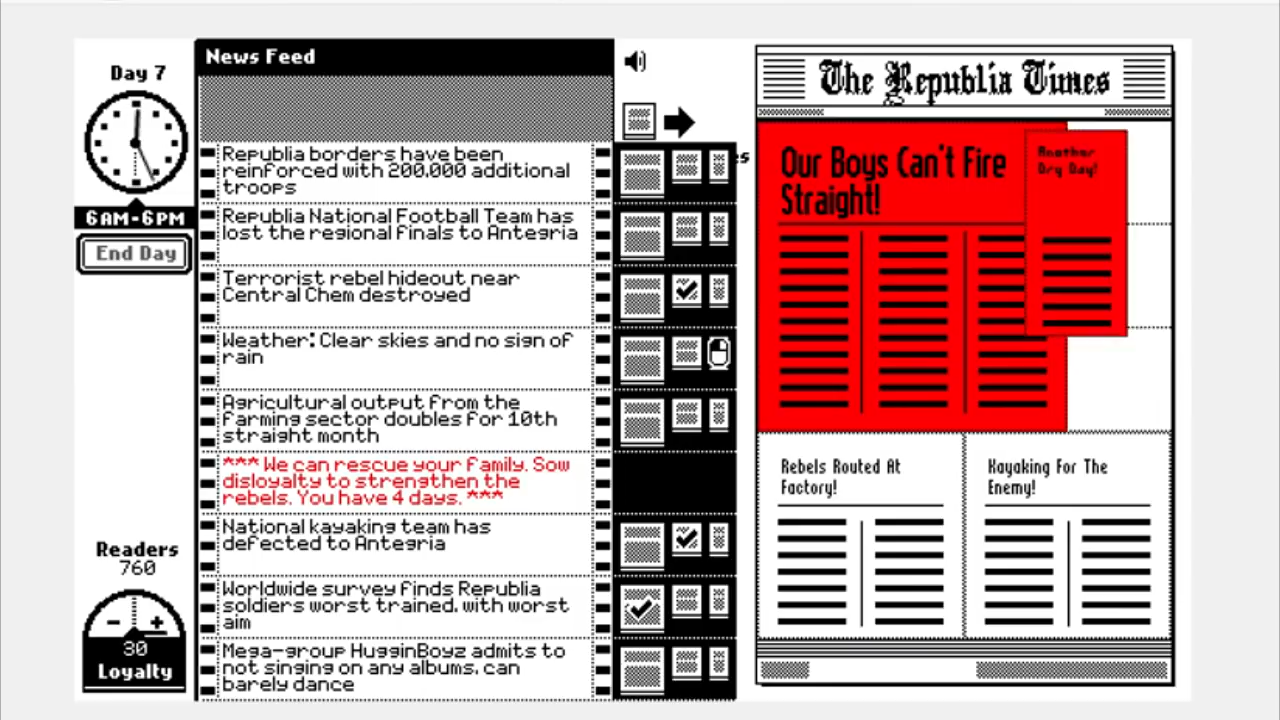 Day 7
6AM-6PM
End Day
Readers
760
30
Loyalty
News Feed
Republia borders have been
reinforced with 200,000 additional
troops
Republia National Football Team has
lost the regional finals to Antegria
Terrorist rebel hideout near
Central Chem destroyed
Weather: Clear skies and no sign of
rain
Agricultural output from the
farming sector doubles for 10th
straight month
*** We can rescue your family. Sow
disloyalty to strengthen the
rebels. You have 4 days. ***
National kayaking team has
defected to Antegria
Worldwide survey finds Republia
soldiers worst trained, with worst
aim
Mega-group HugginBoyz admits to
not singing on any albums, can
barely dance
The Republia Times
Our Boys Can't Fire
Straight!
Another
Dry Day!
Rebels Routed At
Factory!
Kayaking For The
Enemy!